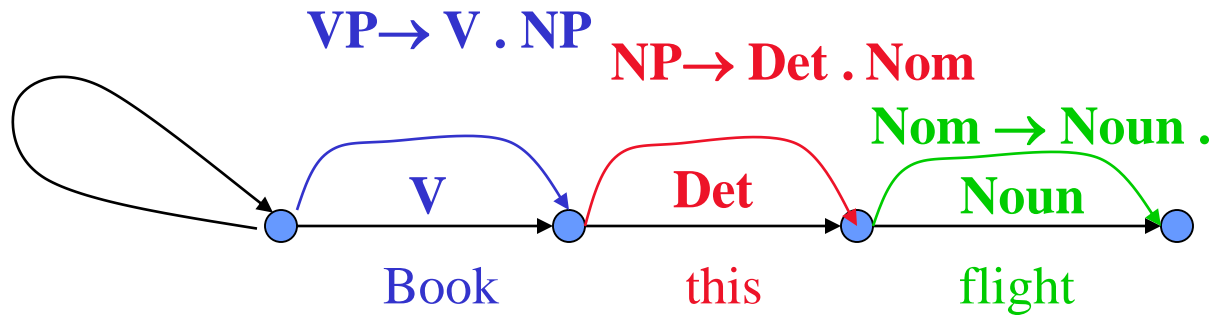 VP→ V . NP
NP→ Det . Nom
Nom → Noun .
V Det Noun
Book this flight